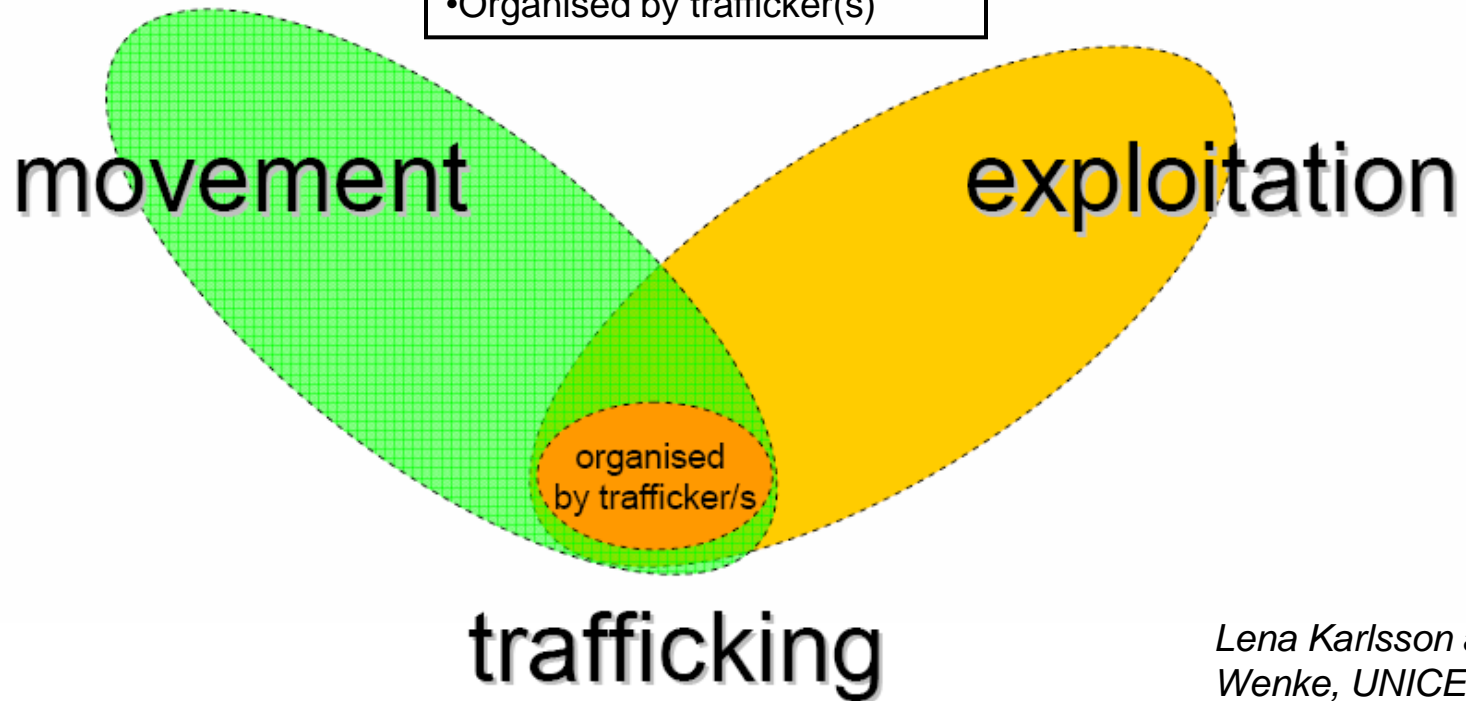 •Organised by trafficker(s)
movement
exploitation
organised
by trafficker/s
trafficking
Lena Karlsson
Wenke, UNICE